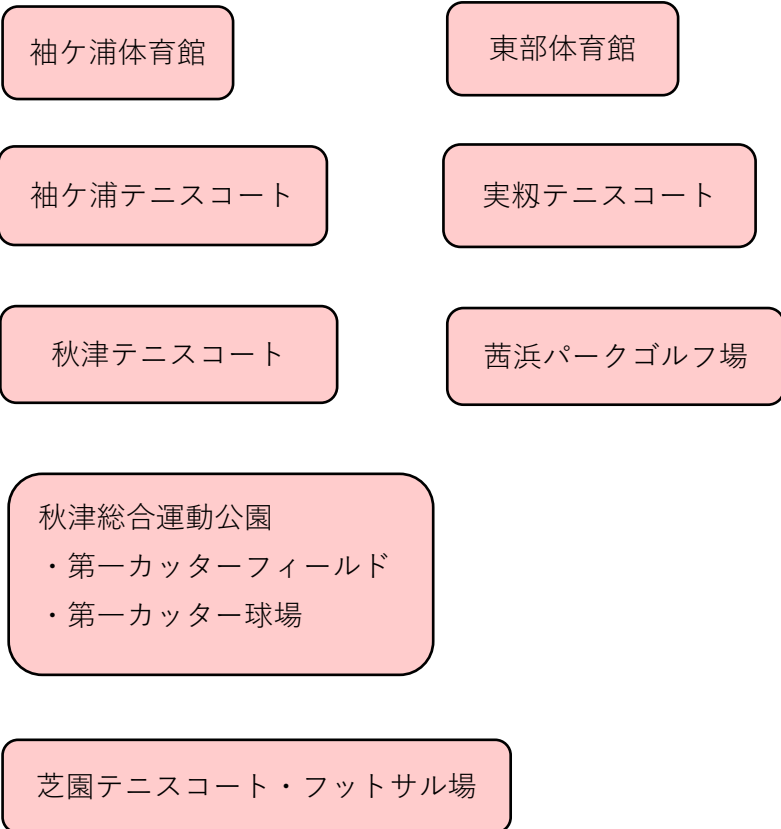 袖ケ浦体育館
東部体育館
袖ケ浦テニスコート
実籾テニスコート
秋津テニスコート
茜浜パークゴルフ場
秋津総合運動公園
・第一カッターフィールド
・第一カッター球場
芝園テニスコート・フットサル場